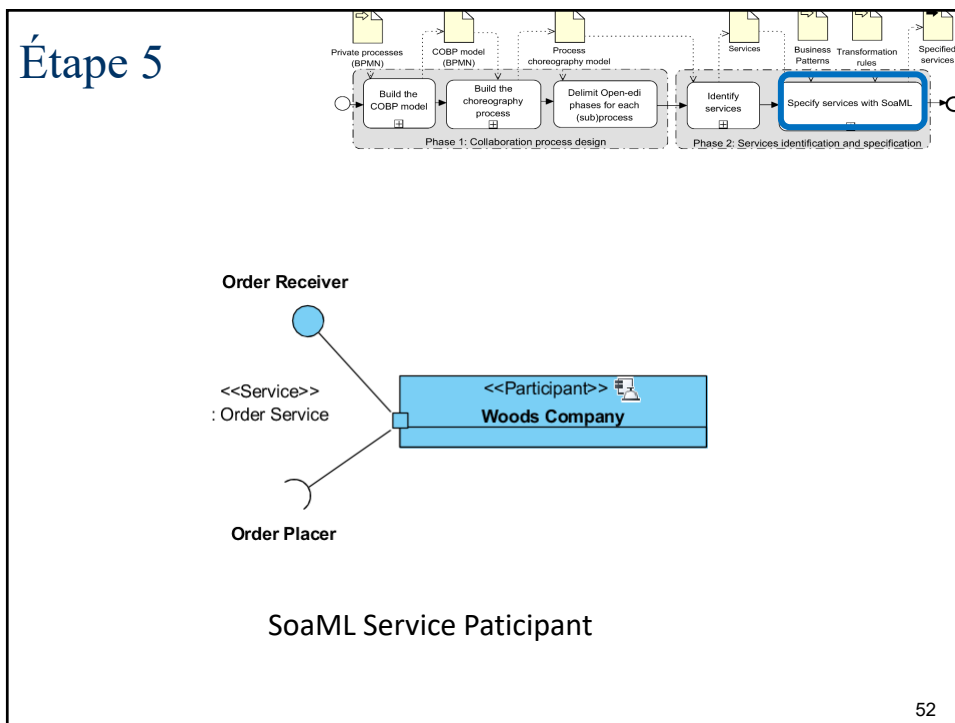 Étape 5
Private processes
(BPMN)
COBP model
(BPMN)
Process
choreography model
Services
Business
Patterns
Transformation
rules
Specified
services
Build the
COBP model
Build the
choreography
process
Delimit Open-edi
phases for each
(sub)process
Identify
services
Specify services with SoaML
Phase 1: Collaboration process design
Phase 2: Services identification and specification
Order Receiver
<<Service>>
: Order Service
<<Participant>>
Woods Company
Order Placer
SoaML Service Paticipant
52